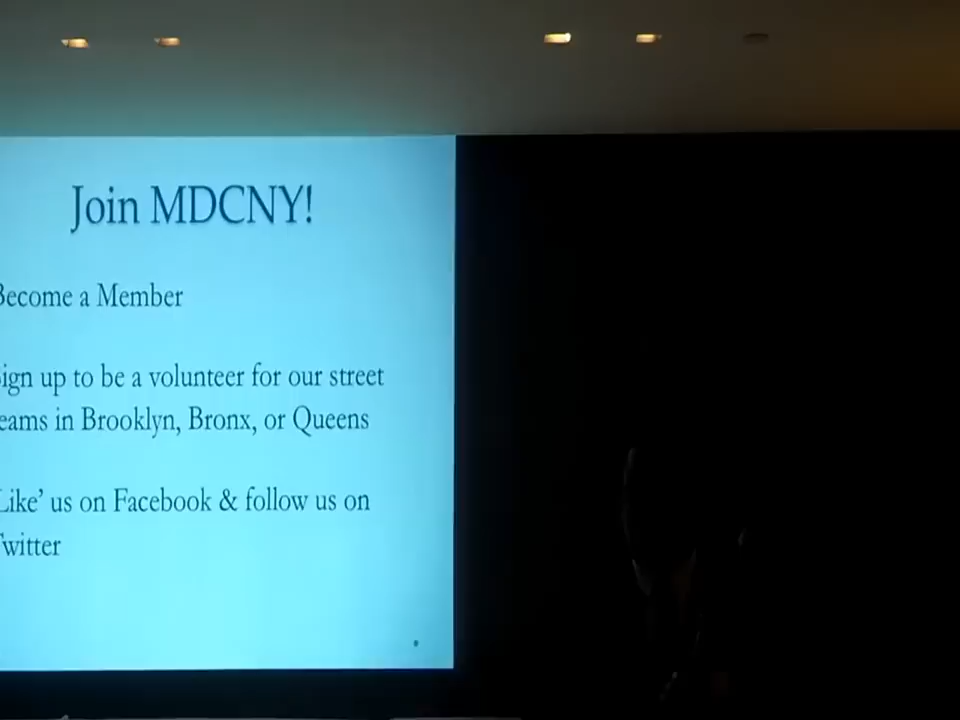 Join MDCNY!
Become a Member
ign up to be a volunteer for our street
eams in Brooklyn, Bronx, or Queens
Like’ us on Facebook & follow us on
Twitter